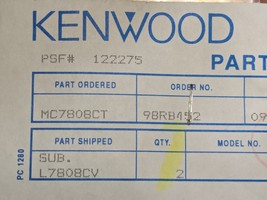 KENWOOD
PSF# 122275 PART
PART ORDERED ORDER NO.
MC7808CT 98RB452 09
PART SHIPPED QTY. MODEL NO.
SUB.
L7808CV 2
PC 1280